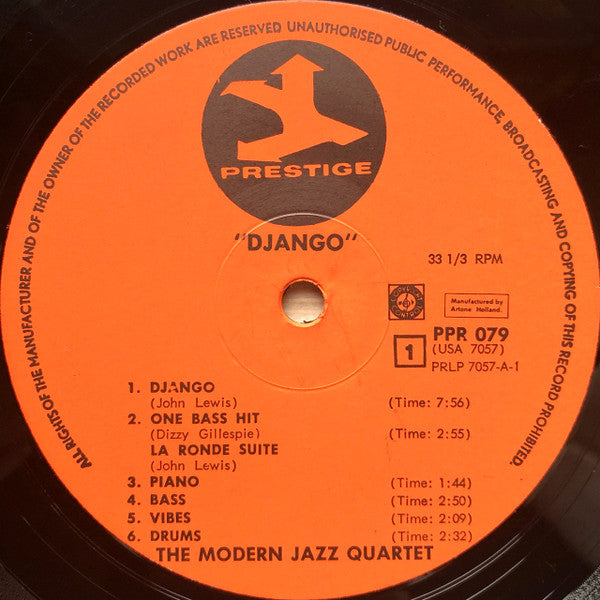 ALL RIGHTS OF THE MANUFACTURER AND OF THE OWNER OF THE RECORDED WORK ARE RESERVED UNAUTHORISED PUBLIC PERFORMANCE, BROADCASTING AND COPYING OF THIS RECORD PROHIBITED.
PRESTIGE
"DJANGO"
33 1/3 RPM
Manufactured by
Artone Holland.
1
PPR 079
(USA 7057)
PRLP 7057-A-1
1. DJANGO
(John Lewis) (Time: 7:56)
2. ONE BASS HIT
(Dizzy Gillespie) (Time: 2:55)
LA RONDE SUITE
(John Lewis)
3. PIANO (Time: 1:44)
4. BASS (Time: 2:50)
5. VIBES (Time: 2:09)
6. DRUMS (Time: 2:32)
THE MODERN JAZZ QUARTET